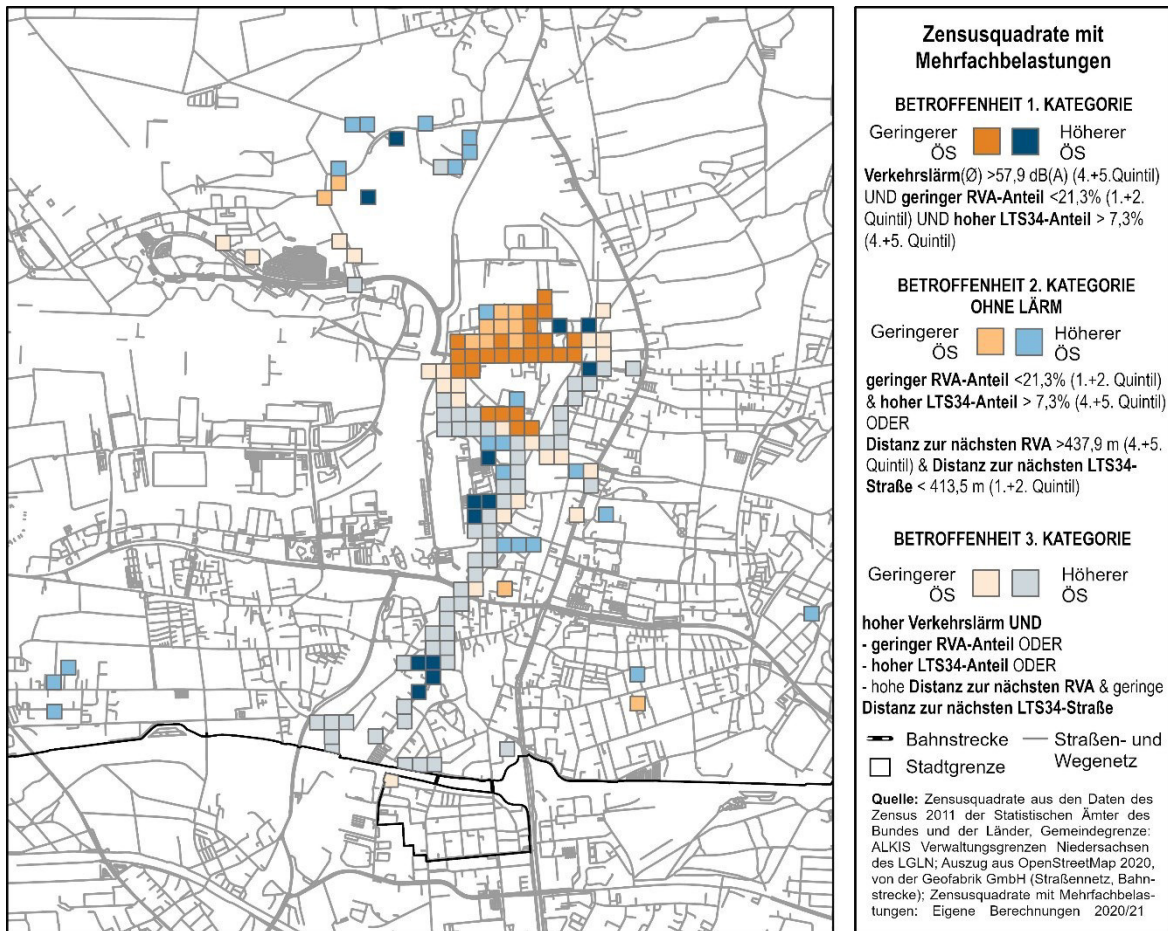 Zensusquadrate mit
Mehrfachbelastungen
BETROFFENHEIT 1. KATEGORIE
Geringerer ÖS
Höherer ÖS
Verkehrslärm(Ø) >57,9 dB(A) (4.+5.Quintil)
UND geringer RVA-Anteil <21,3% (1.+2.
Quintil) UND hoher LTS34-Anteil > 7,3%
(4.+5. Quintil)
BETROFFENHEIT 2. KATEGORIE
OHNE LÄRM
Geringerer ÖS
Höherer ÖS
geringer RVA-Anteil <21,3% (1.+2. Quintil)
& hoher LTS34-Anteil > 7,3% (4.+5. Quintil)
ODER
Distanz zur nächsten RVA >437,9 m (4.+5.
Quintil) & Distanz zur nächsten LTS34-
Straße < 413,5 m (1.+2. Quintil)
BETROFFENHEIT 3. KATEGORIE
Geringerer ÖS
Höherer ÖS
hoher Verkehrslärm UND
- geringer RVA-Anteil ODER
- hoher LTS34-Anteil ODER
- hohe Distanz zur nächsten RVA & geringe
Distanz zur nächsten LTS34-Straße
Bahnstrecke
Straßen- und Wegenetz
Stadtgrenze
Quelle: Zensusquadrate aus den Daten des
Zensus 2011 der Statistischen Ämter des
Bundes und der Länder, Gemeindegrenze:
ALKIS Verwaltungsgrenzen Niedersachsen
des LGLN; Auszug aus OpenStreetMap 2020,
von der Geofabrik GmbH (Straßennetz, Bahn-
strecke); Zensusquadrate mit Mehrfachbelas-
tungen: Eigene Berechnungen 2020/21